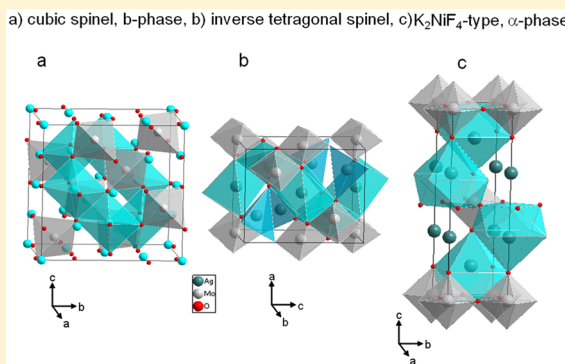 a) cubic spinel, b-phase, b) inverse tetragonal spinel, c)K₂NiF₄-type, α-phase
a
b
c
c
b
a
Ag
Mo
O
a
c
b
c
b
a